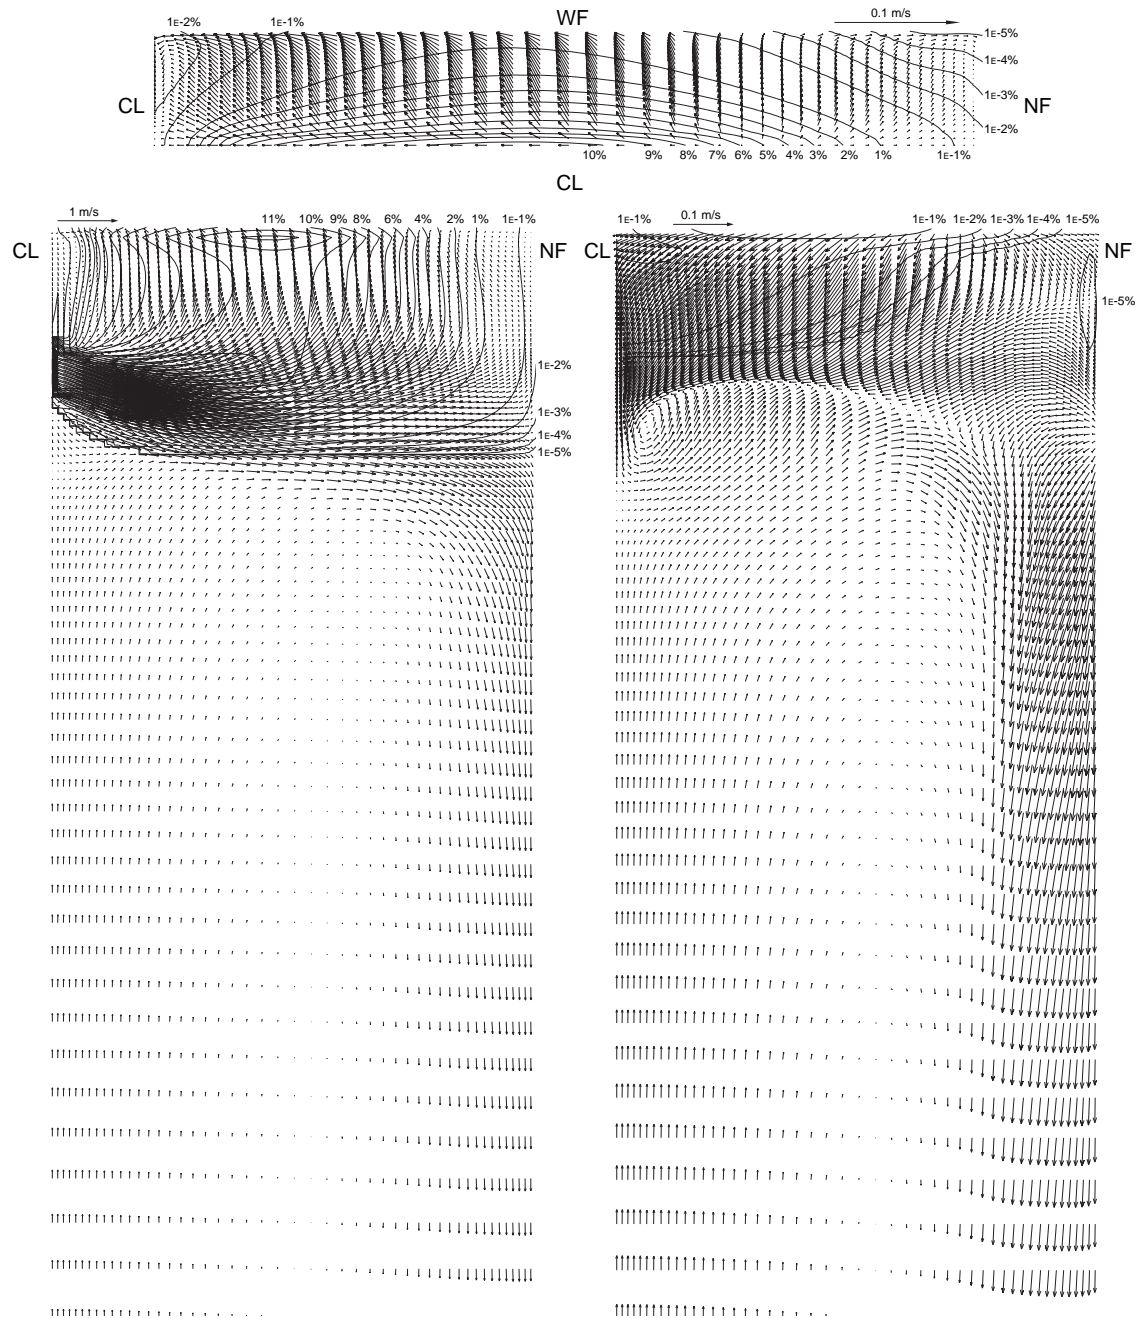 WF
1E-2% 1E-1% 0.1 m/s 1E-5%
1E-4%
1E-3%
CL NF
1E-2%
10% 9% 8% 7% 6% 5% 4% 3% 2% 1% 1E-1%
CL
1 m/s 11% 10% 9% 8% 6% 4% 2% 1% 1E-1%
CL NF
1E-2%
1E-3%
1E-4%
1E-5%
1E-1% 0.1 m/s 1E-1% 1E-2% 1E-3% 1E-4% 1E-5%
CL NF
1E-5%